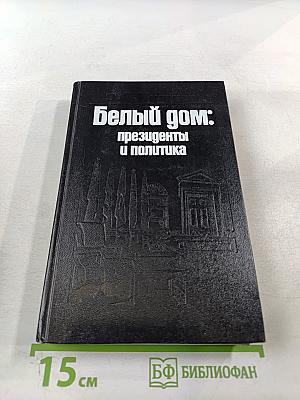 Белый дом:
президенты
и политика
15 см
БФ БИБЛИОФАН